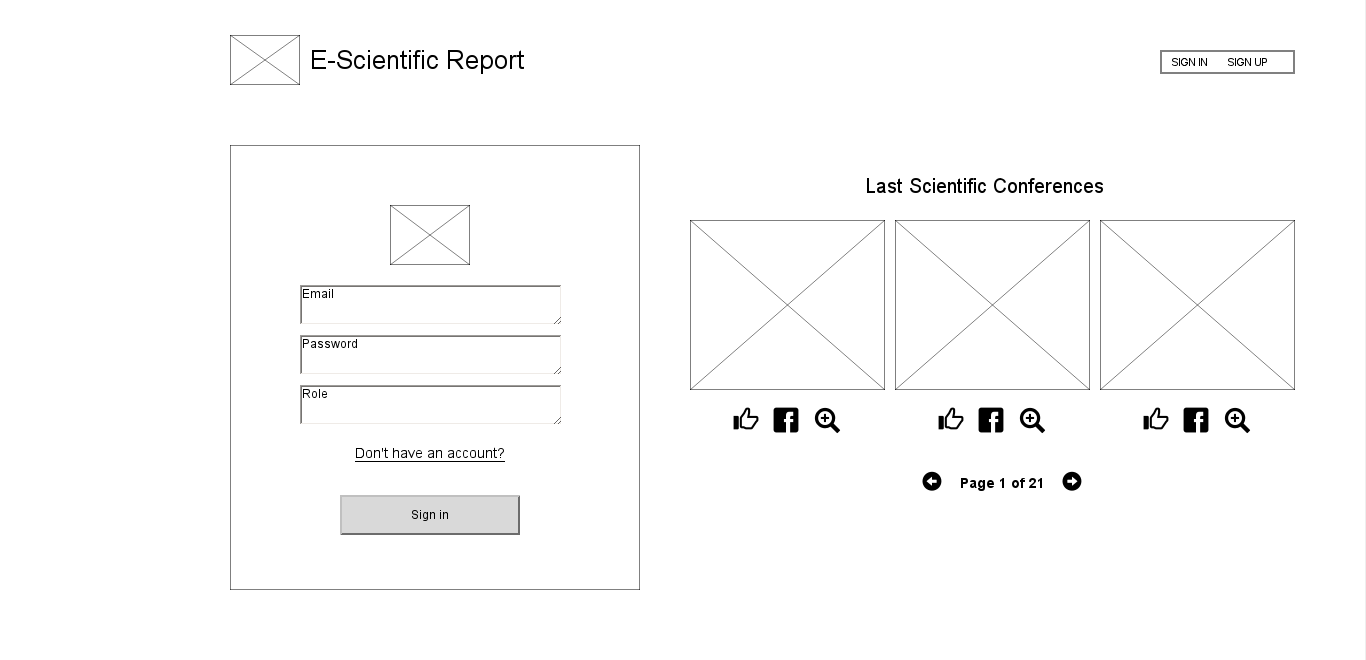 E-Scientific Report
SIGN IN SIGN UP
Email
Password
Role
Don't have an account?
Sign in
Last Scientific Conferences
Page 1 of 21